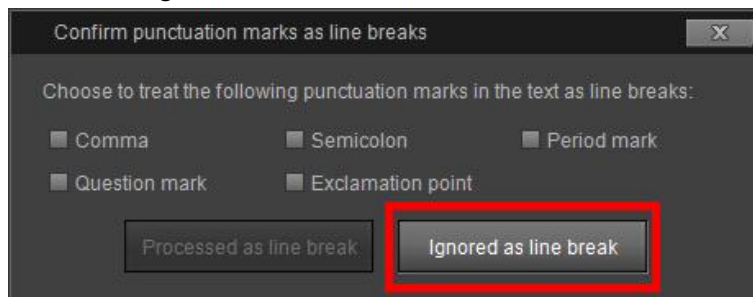 Confirm punctuation marks as line breaks X
Choose to treat the following punctuation marks in the text as line breaks:
Comma Semicolon Period mark
Question mark Exclamation point
Processed as line break Ignored as line break